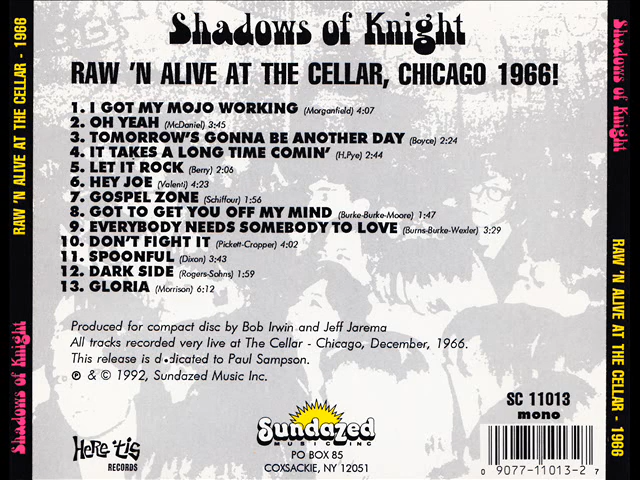 Shadows of Knight
RAW 'N ALIVE AT THE CELLAR, CHICAGO 1966!
1. I GOT MY MOJO WORKING (Morganfield) 4:07
2. OH YEAH (McDaniel) 3:45
3. TOMORROW'S GONNA BE ANOTHER DAY (Boyce) 2:24
4. IT TAKES A LONG TIME COMIN' (H.Pye) 2:44
5. LET IT ROCK (Berry) 2:06
6. HEY JOE (Valenti) 4:23
7. GOSPEL ZONE (Schiffour) 1:56
8. GOT TO GET YOU OFF MY MIND (Burke-Burke-Moore) 1:47
9. EVERYBODY NEEDS SOMEBODY TO LOVE (Burns-Burke-Wexler) 3:29
10. DON'T FIGHT IT (Pickett-Cropper) 4:02
11. SPOONFUL (Dixon) 3:43
12. DARK SIDE (Rogers-Sohns) 1:59
13. GLORIA (Morrison) 6:12
Produced for compact disc by Bob Irwin and Jeff Jarema
All tracks recorded very live at The Cellar - Chicago, December, 1966.
This release is dedicated to Paul Sampson.
℗ & © 1992, Sundazed Music Inc.
Here 'tis
RECORDS
Sundazed
MUSIC INC
PO BOX 85
COXSACKIE, NY 12051
SC 11013
mono
0 9077-11013-2 7
RAW 'N ALIVE AT THE CELLAR - 1966
Shadows of Knight
Shadows of Knight
RAW 'N ALIVE AT THE CELLAR - 1966